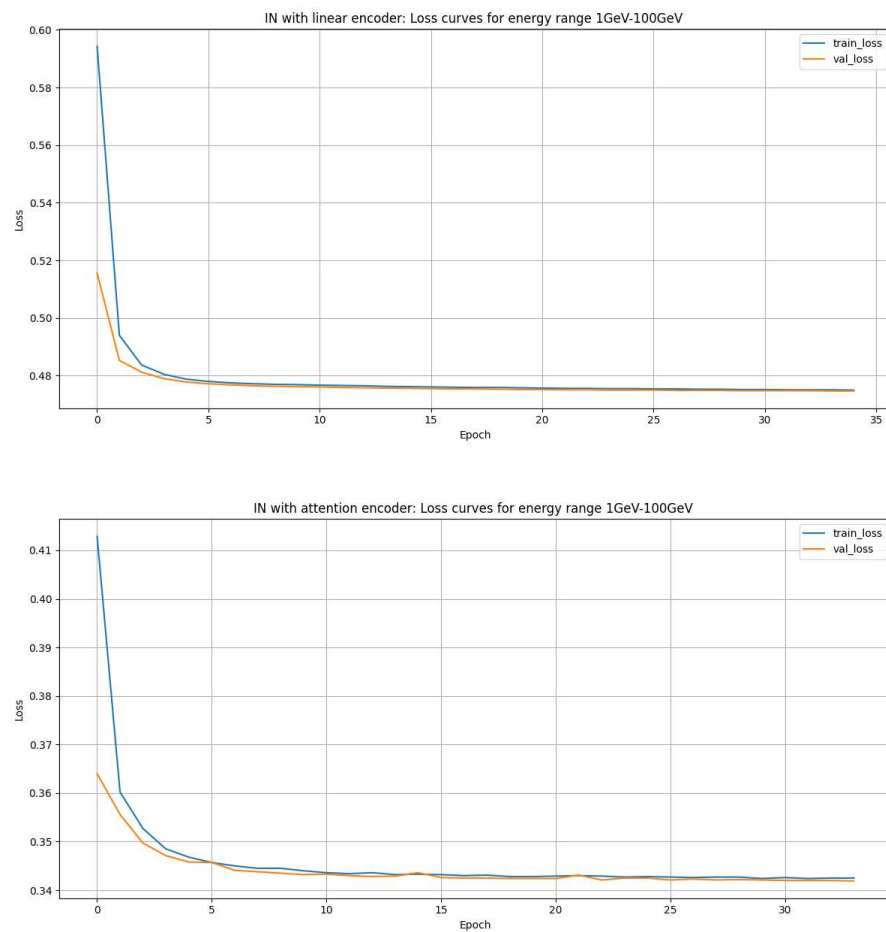 IN with linear encoder: Loss curves for energy range 1GeV-100GeV
0.60
train_loss
val_loss
0.58
0.56
0.54
Loss
0.52
0.50
0.48
0 5 10 15 20 25 30 35
Epoch
IN with attention encoder: Loss curves for energy range 1GeV-100GeV
train_loss
val_loss
0.41
0.40
0.39
0.38
Loss
0.37
0.36
0.35
0.34
0 5 10 15 20 25 30
Epoch